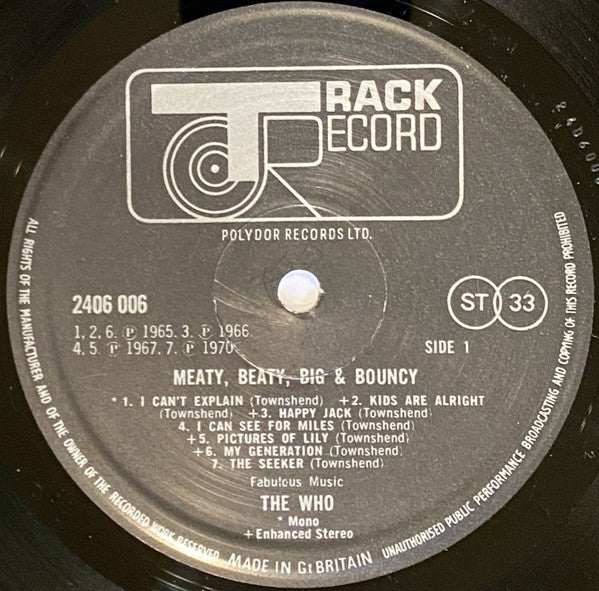 TRACK
RECORD
POLYDOR RECORDS LTD.
2406 006
ST 33
1, 2, 6. ℗ 1965. 3. ℗ 1966.
4. 5. ℗ 1967. 7. ℗ 1970.
SIDE 1
MEATY, BEATY, BIG & BOUNCY
* 1. I CAN'T EXPLAIN (Townshend) +2. KIDS ARE ALRIGHT
(Townshend) +3. HAPPY JACK (Townshend)
4. I CAN SEE FOR MILES (Townshend)
+5. PICTURES OF LILY (Townshend)
+6. MY GENERATION (Townshend)
7. THE SEEKER (Townshend)
Fabulous Music
THE WHO
* Mono
+Enhanced Stereo
ALL RIGHTS OF THE MANUFACTURER AND OF THE OWNER OF THE RECORDED WORK RESERVED
MADE IN Gt BRITAIN
UNAUTHORISED PUBLIC PERFORMANCE BROADCASTING AND COPYING OF THIS RECORD PROHIBITED